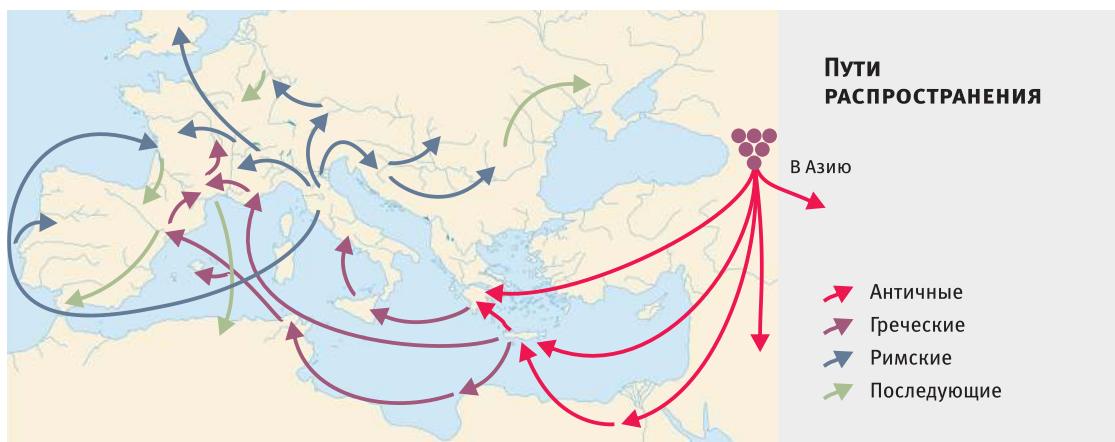 Пути
распространения
В Азию
Античные
Греческие
Римские
Последующие